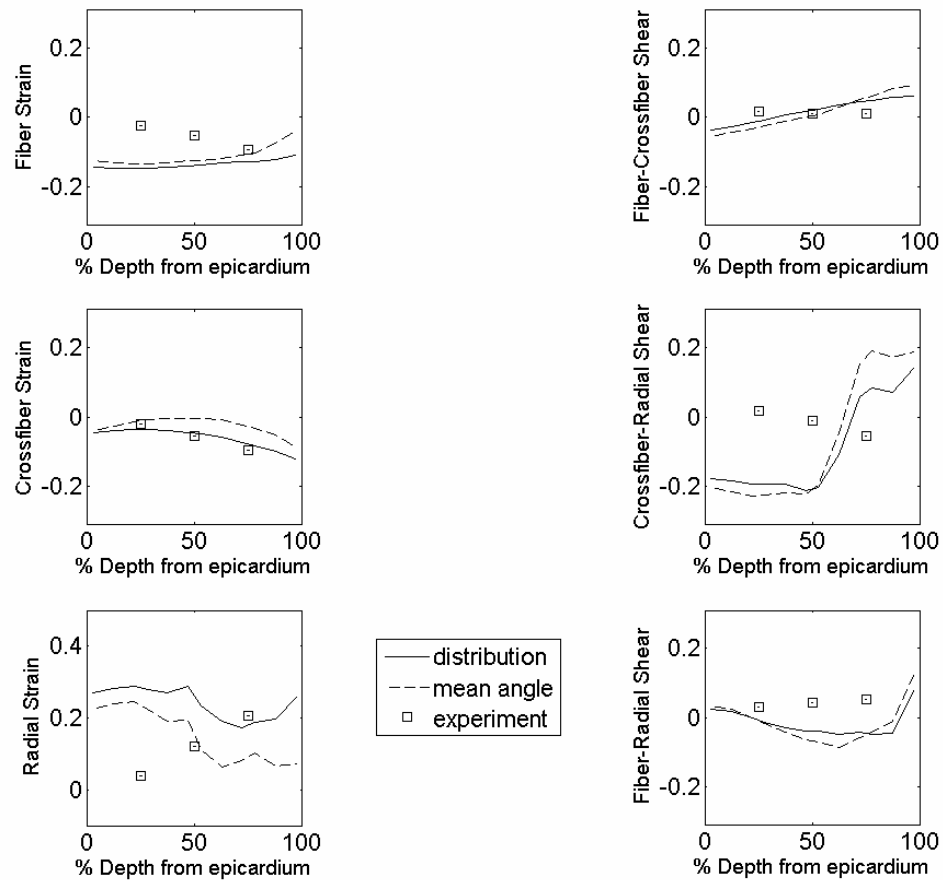 Fiber Strain
0.2
0
-0.2
0 50 100
% Depth from epicardium
Fiber-Crossfiber Shear
0.2
0
-0.2
0 50 100
% Depth from epicardium
Crossfiber Strain
0.2
0
-0.2
0 50 100
% Depth from epicardium
Crossfiber-Radial Shear
0.2
0
-0.2
0 50 100
% Depth from epicardium
Radial Strain
0.4
0.2
0
0 50 100
% Depth from epicardium
distribution
mean angle
experiment
Fiber-Radial Shear
0.2
0
-0.2
0 50 100
% Depth from epicardium